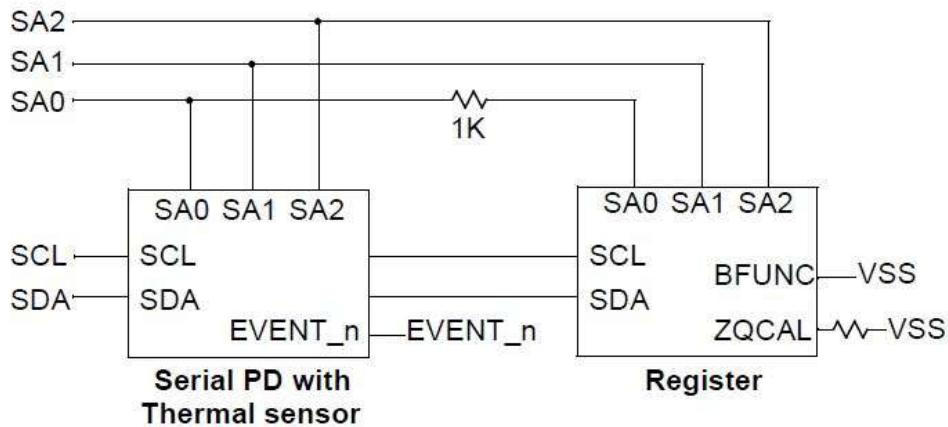 SA2
SA1
SA0
1K
SA0 SA1 SA2
SA0 SA1 SA2
SCL
SCL
SCL
SDA
SDA
SDA
BFUNC
VSS
EVENT_n
EVENT_n
ZQCAL
VSS
Serial PD with
Thermal sensor
Register